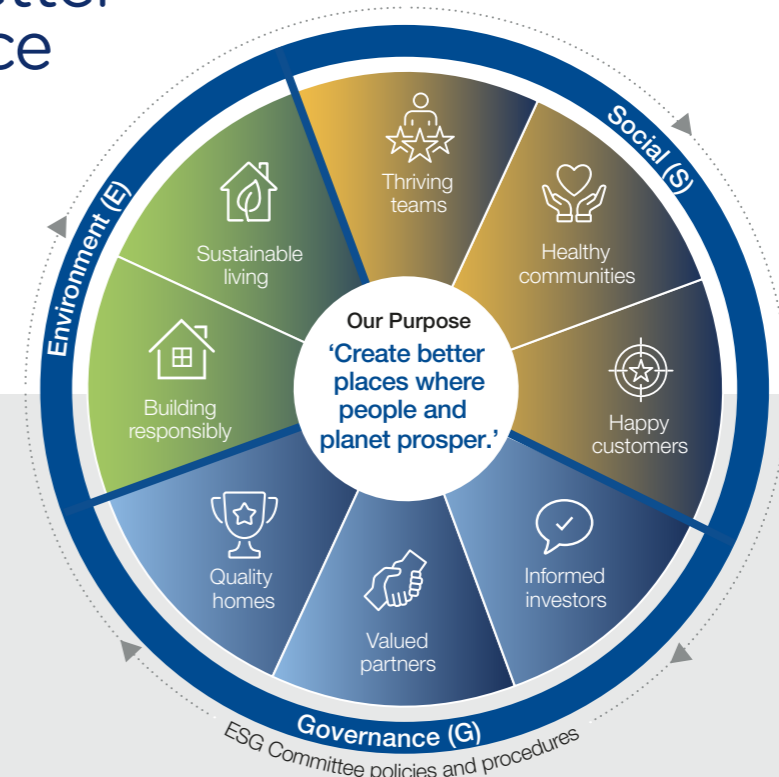 Social (S)
Environment (E)
Thriving
teams
Healthy
communities
Happy
customers
Informed
investors
Valued
partners
Quality
homes
Building
responsibly
Sustainable
living
Our Purpose
‘Create better
places where
people and
planet prosper.’
Governance (G)
ESG Committee policies and procedures